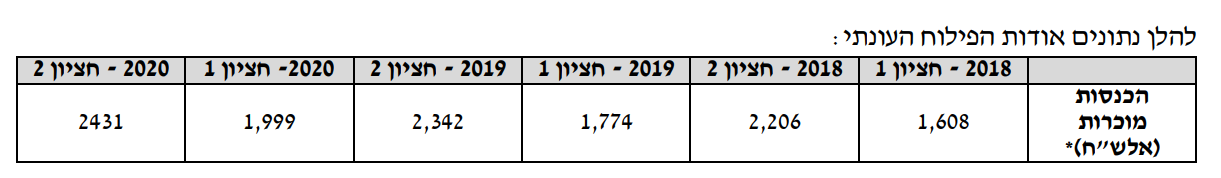 להלן נתונים אודות הפילוח העונתי :
2018 - חציון 1 2018 - חציון 2 2019 - חציון 1 2019 - חציון 2 2020- חציון 1 2020 - חציון 2
הכנסות
מוכרות
(אלש"ח)*
1,608 2,206 1,774 2,342 1,999 2431